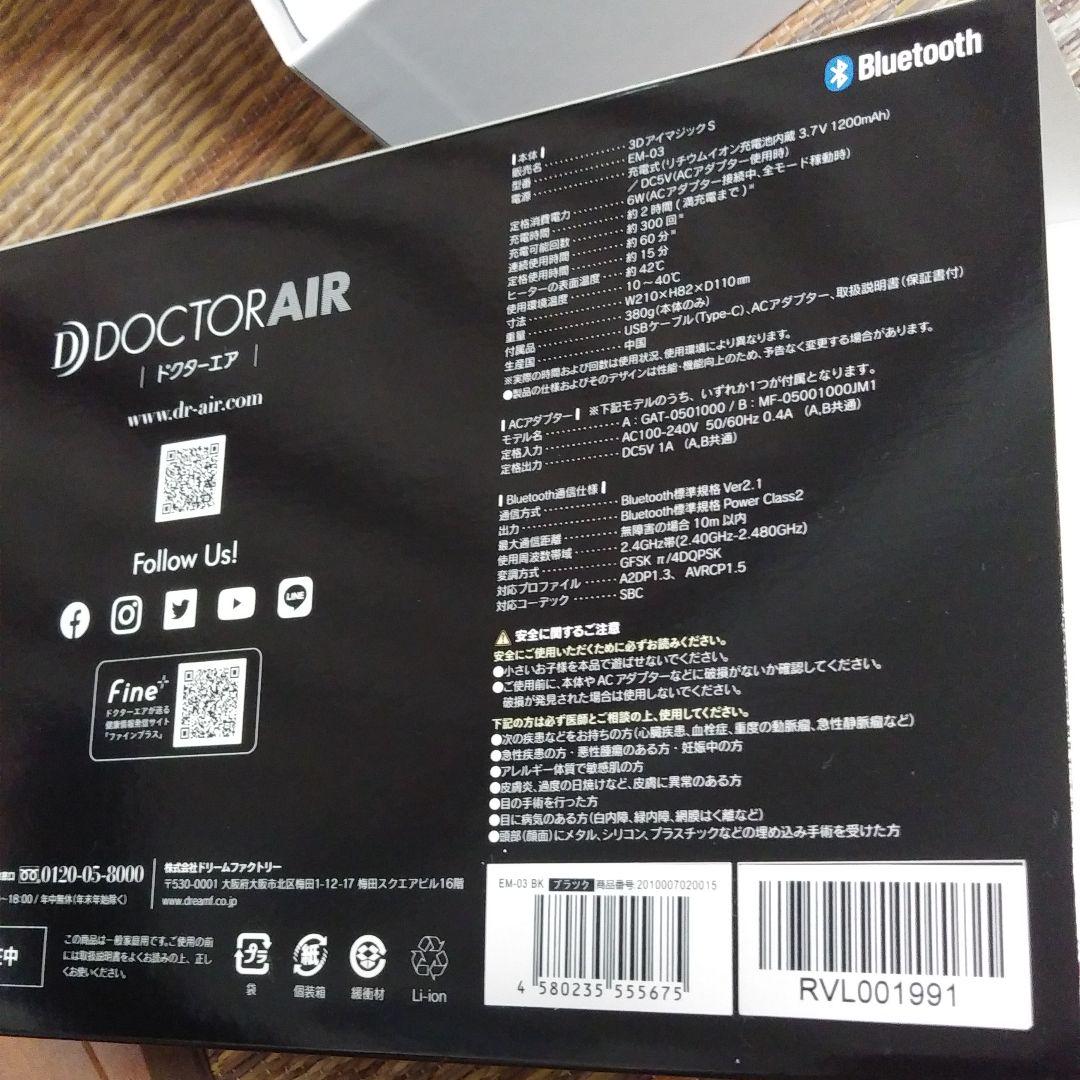 Bluetooth
DOCTORAIR
| ドクターエア |
www.dr-air.com
Follow Us!
LINE
Fine+
ドクターエアが送る
健康情報発信サイト
「ファインプラス」
0120-05-8000
~18:00 / 年中無休(年末年始除く)
株式会社ドリームファクトリー
〒530-0001 大阪府大阪市北区梅田1-12-17 梅田スクエアビル16階
www.dreamf.co.jp
中
この商品は一般家庭用です。ご使用の前
には取扱説明書をよくお読みの上、正し
くお使いください。
プラ
袋
紙
個装箱
緩衝材
Li-ion
本体
販売名 3Dアイマジック S
型番 EM-03
電源 充電式(リチウムイオン充電池内蔵 3.7V 1200mAh)
/DC5V(ACアダプター使用時)
定格消費電力 6W(ACアダプター接続中、全モード稼動時)
充電時間 約2時間(満充電まで)※
充電可能回数 約300回※
連続使用時間 約60分※
定格使用時間 約15分
ヒーターの表面温度 約42℃
使用環境温度 10~40℃
寸法 W210×H82×D110mm
重量 380g(本体のみ)
付属品 USBケーブル(Type-C)、ACアダプター、取扱説明書(保証書付)
生産国 中国
※実際の時間および回数は使用状況、使用環境により異なります。
●製品の仕様およびそのデザインは性能・機能向上のため、予告なく変更する場合があります。
ACアダプター ※下記モデルのうち、いずれか1つが付属となります。
モデル名 A:GAT-0501000 / B:MF-05001000JM1
定格入力 AC100-240V 50/60Hz 0.4A (A,B共通)
定格出力 DC5V 1A (A,B共通)
Bluetooth通信仕様
通信方式 Bluetooth標準規格 Ver2.1
出力 Bluetooth標準規格 Power Class2
最大通信距離 無障害の場合 10m以内
使用周波数帯域 2.4GHz帯(2.40GHz-2.480GHz)
変調方式 GFSK π/4DQPSK
対応プロファイル A2DP1.3、AVRCP1.5
対応コーデック SBC
安全に関するご注意
安全にご使用いただくために必ずお読みください。
●小さいお子様を本品で遊ばせないでください。
●ご使用前に、本体やACアダプターなどに破損がないか確認してください。
破損が発見された場合は使用しないでください。
下記の方は必ず医師とご相談の上、使用してください。
●次の疾患などをお持ちの方(心臓疾患、血栓症、重度の動脈瘤、急性静脈瘤など)
●急性疾患の方・悪性腫瘍のある方・妊娠中の方
●アレルギー体質で敏感肌の方
●皮膚炎、過度の日焼けなど、皮膚に異常のある方
●目の手術を行った方
●目に病気のある方(白内障、緑内障、網膜はく離など)
●頭部(顔面)にメタル、シリコン、プラスチックなどの埋め込み手術を受けた方
EM-03 BK ブラック 商品番号:2010007020015
4 580235 555675
RVL001991